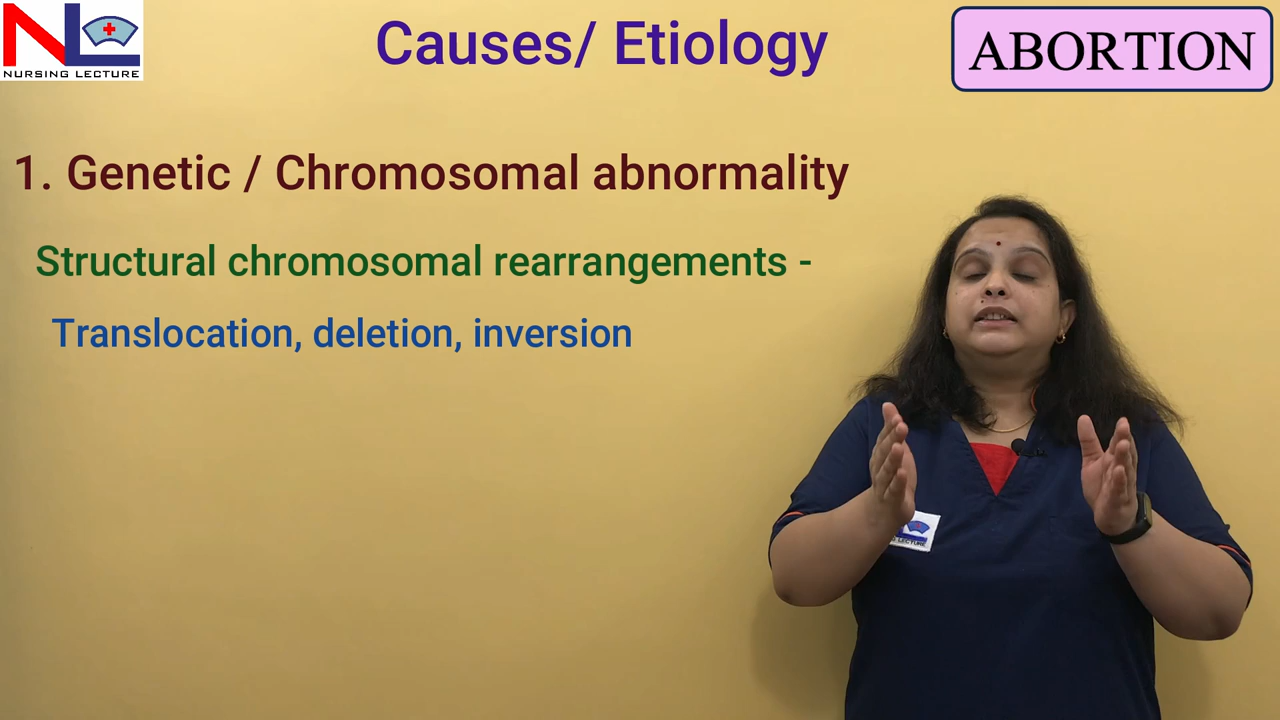 NL
NURSING LECTURE
Causes/ Etiology
ABORTION
1. Genetic / Chromosomal abnormality
Structural chromosomal rearrangements -
Translocation, deletion, inversion